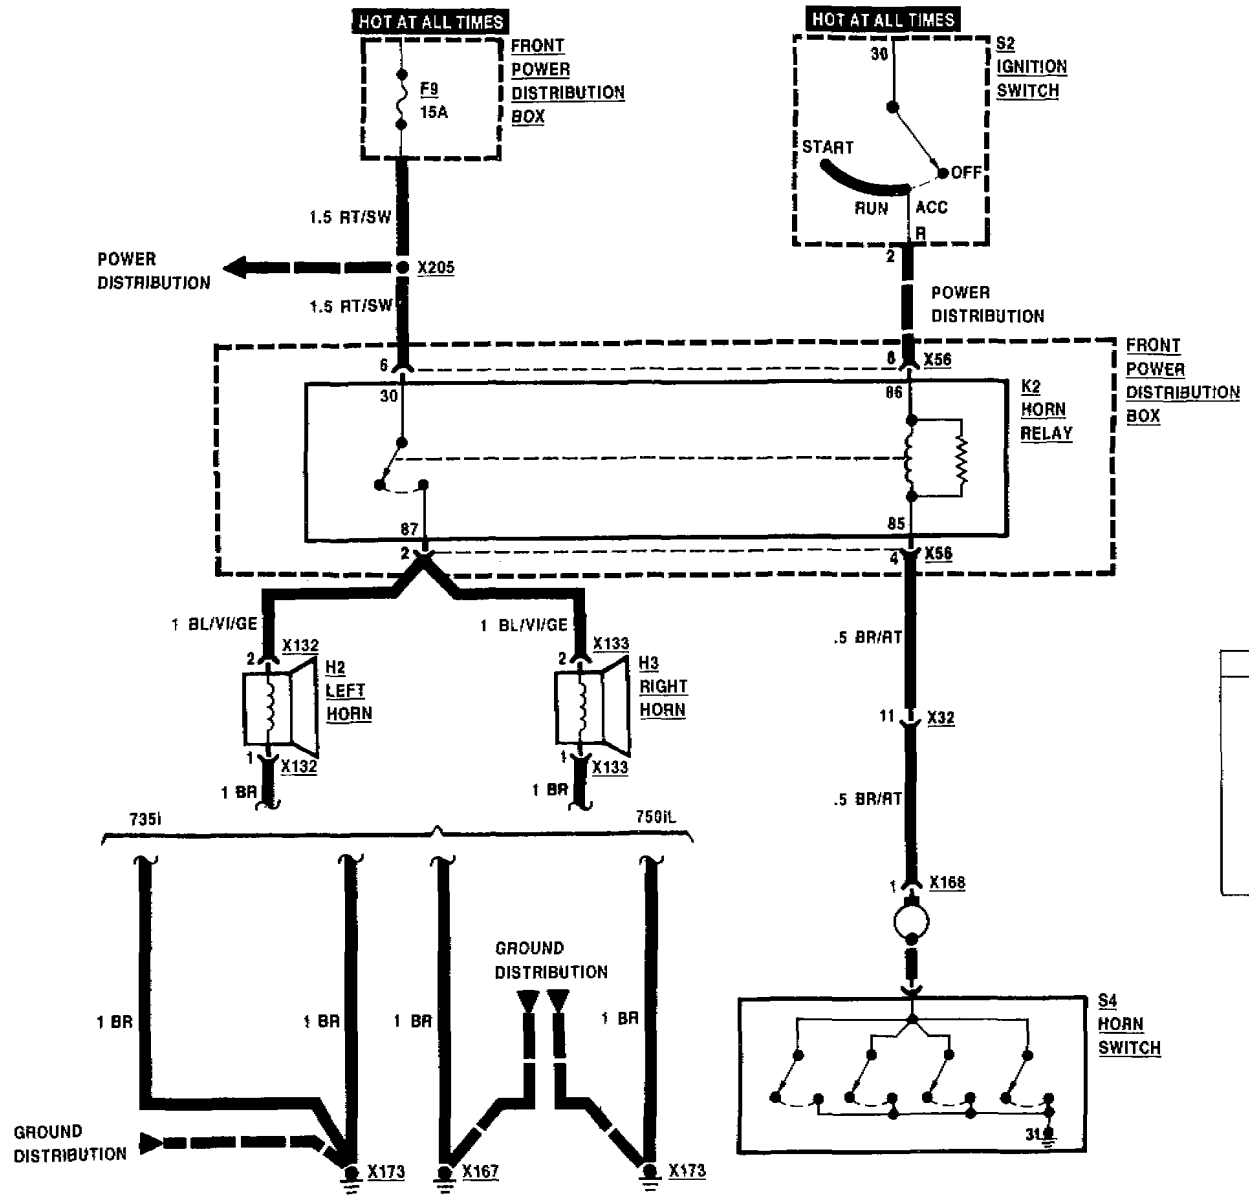 HOT AT ALL TIMES
HOT AT ALL TIMES
FRONT
POWER
DISTRIBUTION
BOX
F9
15A
30
S2
IGNITION
SWITCH
START
OFF
RUN
ACC
R
2
1.5 RT/SW
POWER
DISTRIBUTION
X205
1.5 RT/SW
POWER
DISTRIBUTION
6
8
X56
FRONT
POWER
DISTRIBUTION
BOX
30
86
K2
HORN
RELAY
87
85
2
4
X56
1 BL/VI/GE
1 BL/VI/GE
.5 BR/RT
2
X132
H2
LEFT
HORN
2
X133
H3
RIGHT
HORN
11
X32
1
X132
1
X133
1 BR
1 BR
.5 BR/RT
735i
750iL
1
X168
GROUND
DISTRIBUTION
1 BR
1 BR
1 BR
1 BR
S4
HORN
SWITCH
31
GROUND
DISTRIBUTION
X173
X167
X173